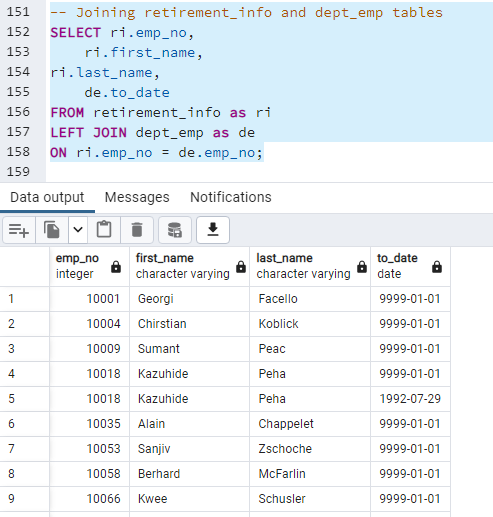 151 -- Joining retirement_info and dept_emp tables
152 SELECT ri.emp_no,
153 ri.first_name,
154 ri.last_name,
155 de.to_date
156 FROM retirement_info as ri
157 LEFT JOIN dept_emp as de
158 ON ri.emp_no = de.emp_no;
159
Data output Messages Notifications
emp_no first_name last_name to_date
integer character varying character varying date
1 10001 Georgi Facello 9999-01-01
2 10004 Chirstian Koblick 9999-01-01
3 10009 Sumant Peac 9999-01-01
4 10018 Kazuhide Peha 9999-01-01
5 10018 Kazuhide Peha 1992-07-29
6 10035 Alain Chappelet 9999-01-01
7 10053 Sanjiv Zschoche 9999-01-01
8 10058 Berhard McFarlin 9999-01-01
9 10066 Kwee Schusler 9999-01-01